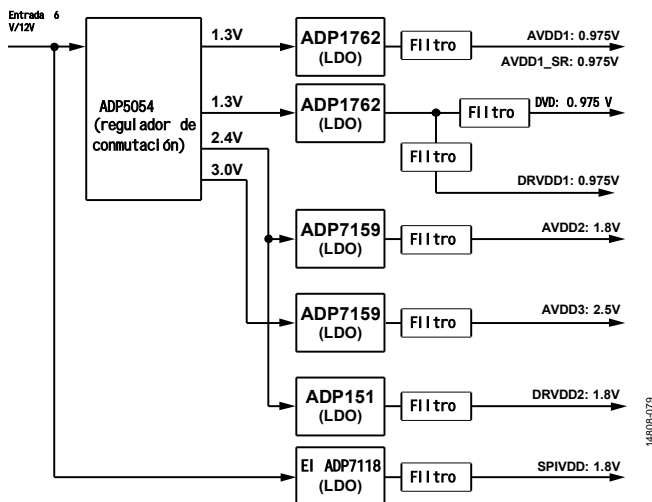 Entrada 6
V/12V
ADP5054
(regulador de
conmutación)
1.3V
ADP1762
(LDO)
Filtro
AVDD1: 0.975V
AVDD1_SR: 0.975V
1.3V
ADP1762
(LDO)
Filtro
DVD: 0.975 V
Filtro
DRVDD1: 0.975V
2.4V
3.0V
ADP7159
(LDO)
Filtro
AVDD2: 1.8V
ADP7159
(LDO)
Filtro
AVDD3: 2.5V
ADP151
(LDO)
Filtro
DRVDD2: 1.8V
El ADP7118
(LDO)
Filtro
SPIVDD: 1.8V
14808-079